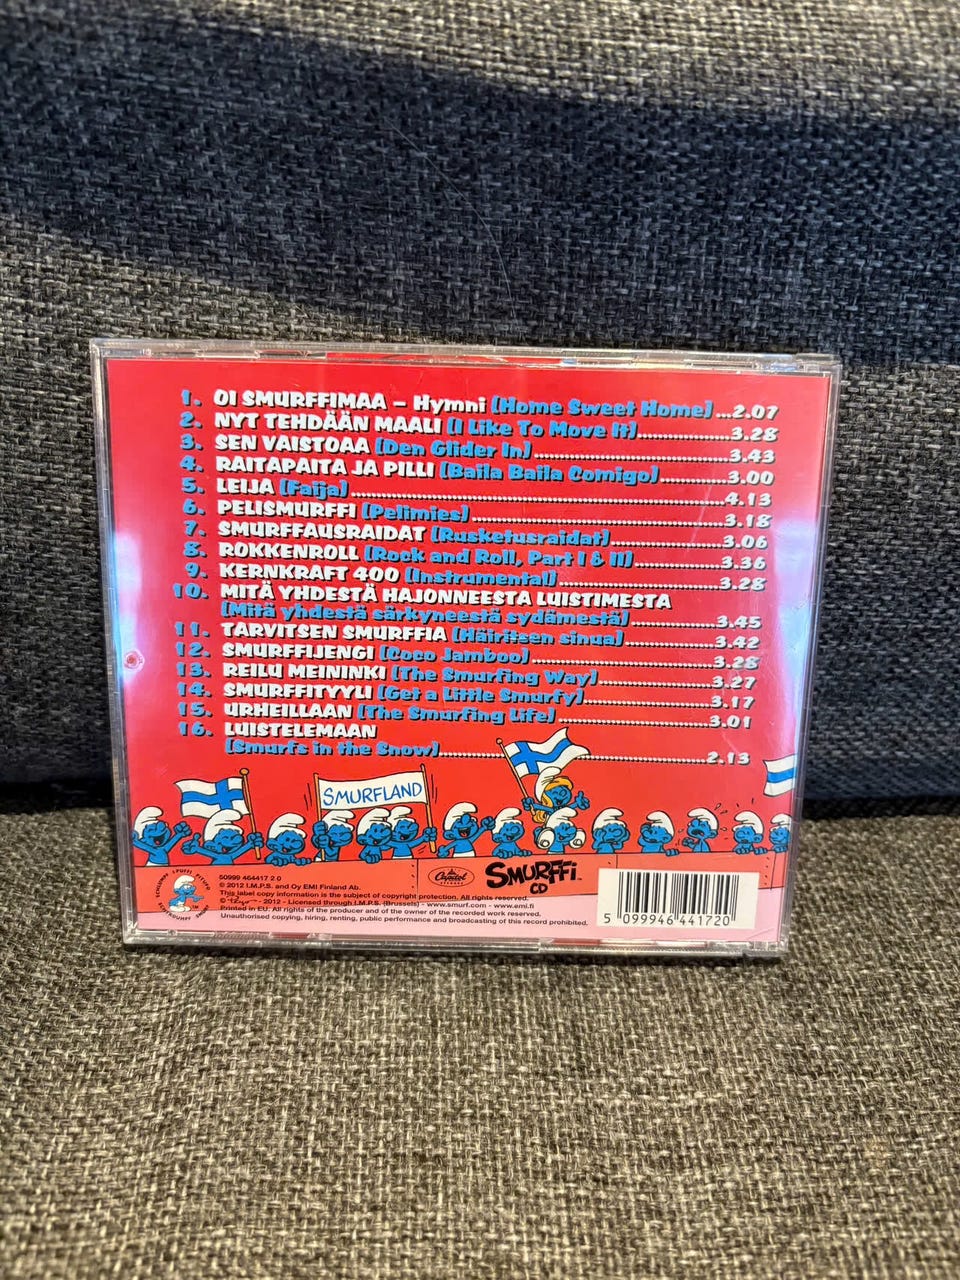 1. OI SMURFFIMAA – Hymni (Home Sweet Home)...2.07
2. NYT TEHDÄÄN MAALI (I Like To Move It)...3.28
3. SEN VAISTOAA (Den Glider In)...3.43
4. RAITAPAITA JA PILLI (Baila Baila Comigo)...3.00
5. LEIJA (Faija)...4.13
6. PELISMURFFI (Pelimies)...3.18
7. SMURFFAUSRAIDAT (Rusketusraidat)...3.06
8. ROKKENROLL (Rock and Roll, Part I & II)...3.36
9. KERNKRAFT 400 (Instrumental)...3.28
10. MITÄ YHDESTÄ HAJONNEESTA LUISTIMESTA
(Mitä yhdestä särkyneestä sydämestä)...3.45
11. TARVITSEN SMURFFIA (Häiritsen sinua)...3.42
12. SMURFFIJENGI (Coco Jamboo)...3.28
13. REILU MEININKI (The Smurfing Way)...3.27
14. SMURFFITYYLI (Get a Little Smurfy)...3.17
15. URHEILLAAN (The Smurfing Life)...3.01
16. LUISTELEMAAN
(Smurfs in the Snow)...2.13
SMURFLAND
Capitol
RECORDS
SMURFFi
CD
50999 464417 2 0
© 2012 I.M.P.S. and Oy EMI Finland Ab.
This label copy information is the subject of copyright protection. All rights reserved.
© Peyo - 2012 - Licensed through I.M.P.S. (Brussels) - www.smurf.com - www.emi.fi
Printed in EU. All rights of the producer and of the owner of the recorded work reserved.
Unauthorised copying, hiring, renting, public performance and broadcasting of this record prohibited.
5 099946 441720